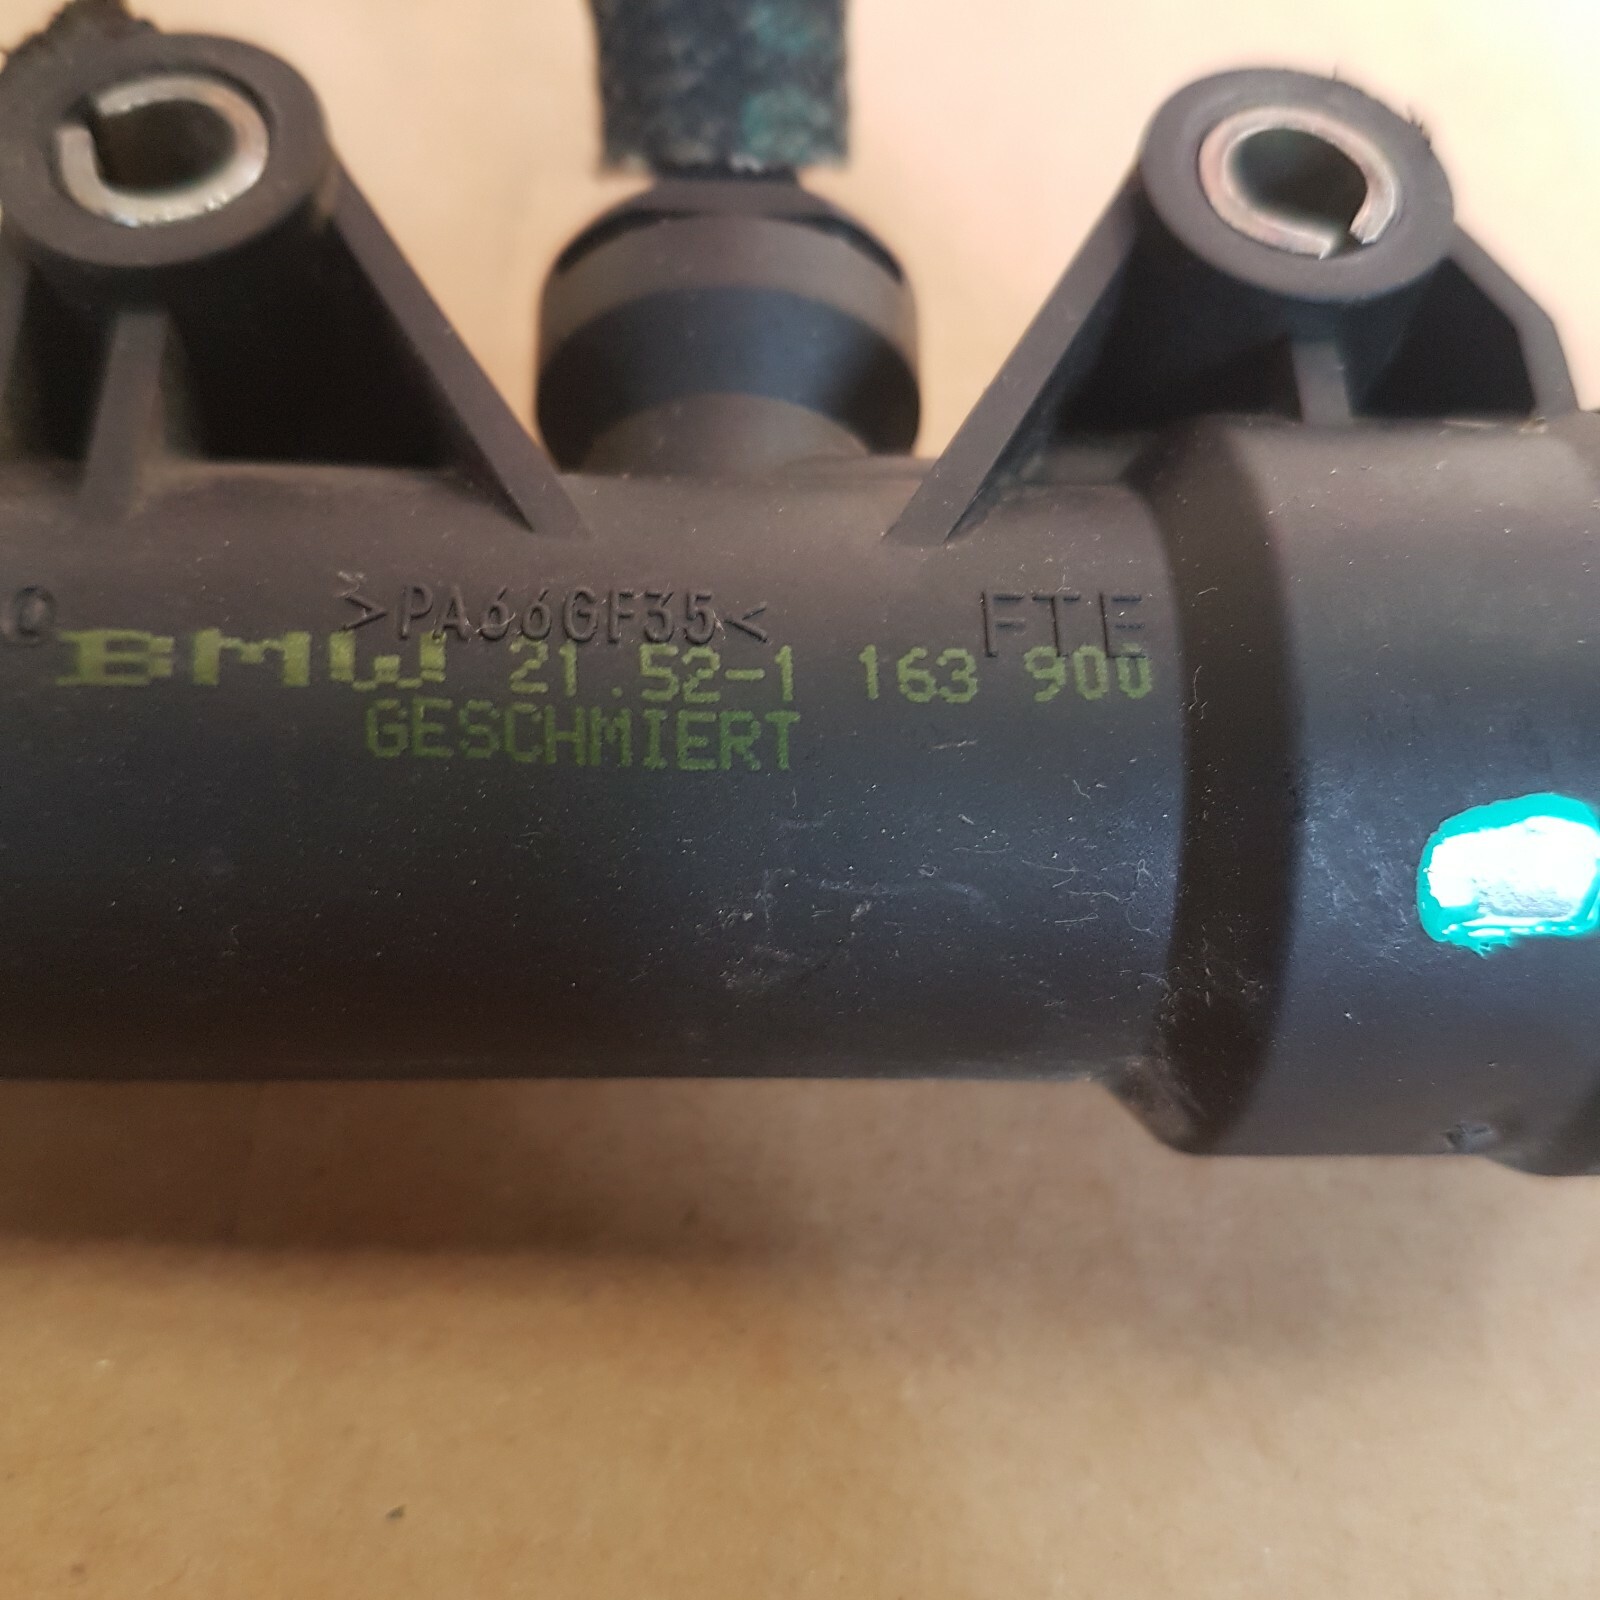 >PA66GF35< FTE
BMW 21.52-1 163 900
GESCHMIERT